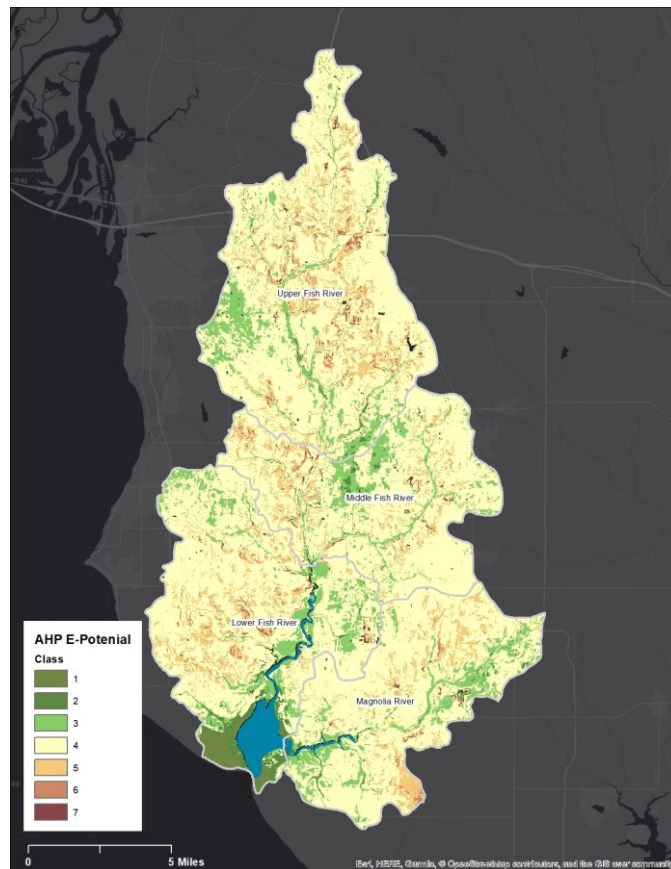 Upper Fish River
Middle Fish River
Lower Fish River
Magnolia River
AHP E-Potenial
Class
1
2
3
4
5
6
7
0
5 Miles
Esri, HERE, Garmin, © OpenStreetMap contributors, and the GIS user community